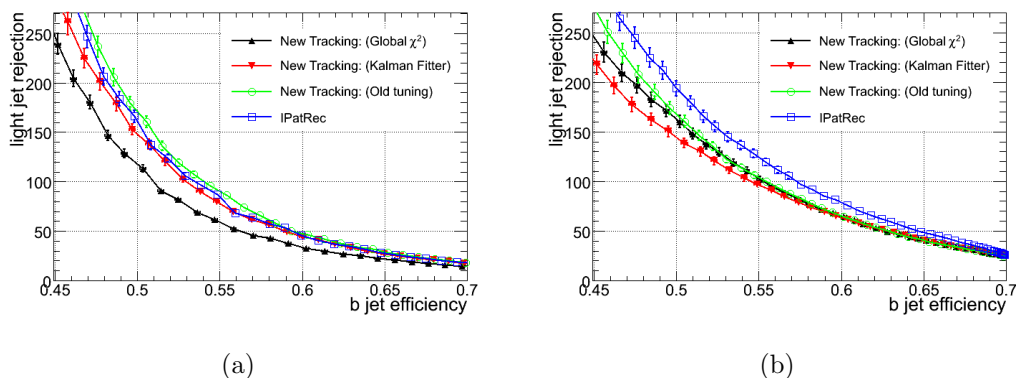 light jet rejection
250
200
150
100
50
0
0.45
0.5
0.55
0.6
0.65
0.7
b jet efficiency
New Tracking: (Global χ²)
New Tracking: (Kalman Fitter)
New Tracking: (Old tuning)
IPatRec
(a)
light jet rejection
250
200
150
100
50
0
0.45
0.5
0.55
0.6
0.65
0.7
b jet efficiency
New Tracking: (Global χ²)
New Tracking: (Kalman Fitter)
New Tracking: (Old tuning)
IPatRec
(b)